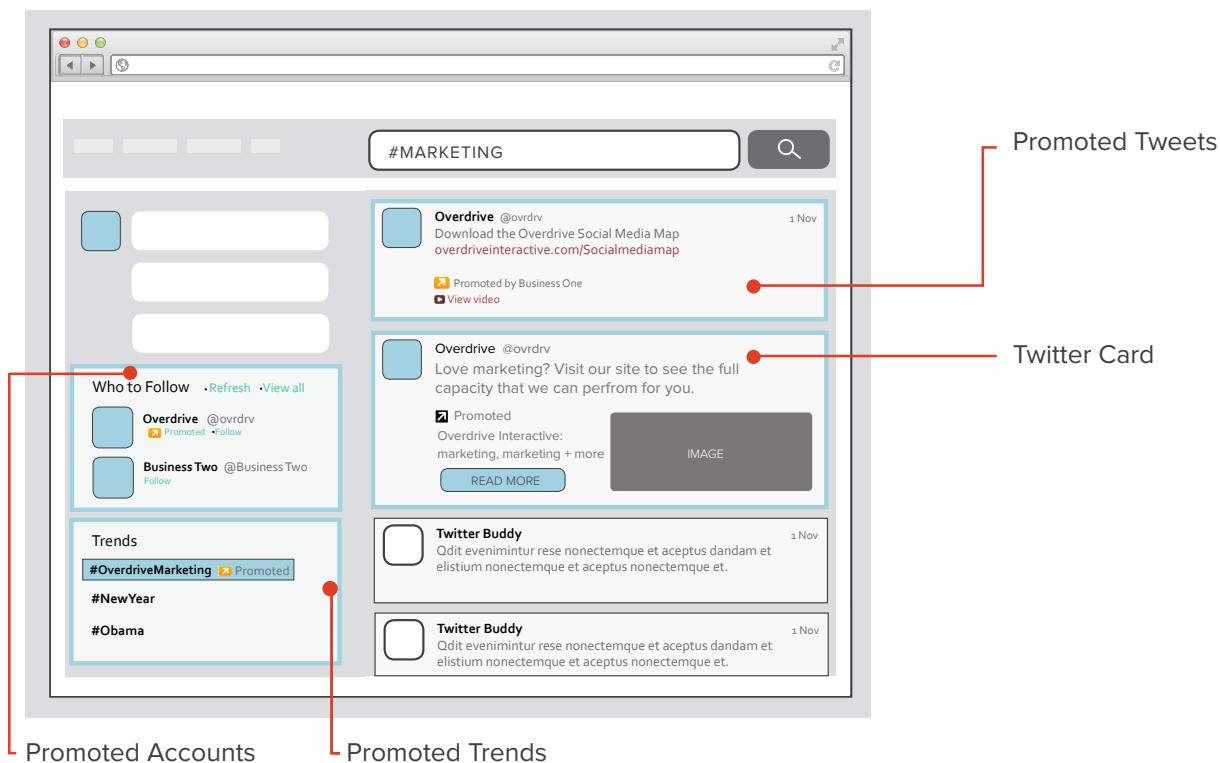 #MARKETING
Promoted Tweets
Overdrive @ovrdrv 1 Nov
Download the Overdrive Social Media Map
overdriveinteractive.com/Socialmediamap
Promoted by Business One
View video
Twitter Card
Overdrive @ovrdrv
Love marketing? Visit our site to see the full
capacity that we can perfrom for you.
Promoted
Overdrive Interactive:
marketing, marketing + more
IMAGE
READ MORE
Who to Follow •Refresh •View all
Overdrive @ovrdrv
Promoted •Follow
Business Two @Business Two
Follow
Trends
#OverdriveMarketing Promoted
#NewYear
#Obama
Twitter Buddy 1 Nov
Qdit evenimintur rese nonectemque et aceptus dandam et
elistium nonectemque et aceptus nonectemque et.
Twitter Buddy 1 Nov
Qdit evenimintur rese nonectemque et aceptus dandam et
elistium nonectemque et aceptus nonectemque et.
Promoted Accounts
Promoted Trends